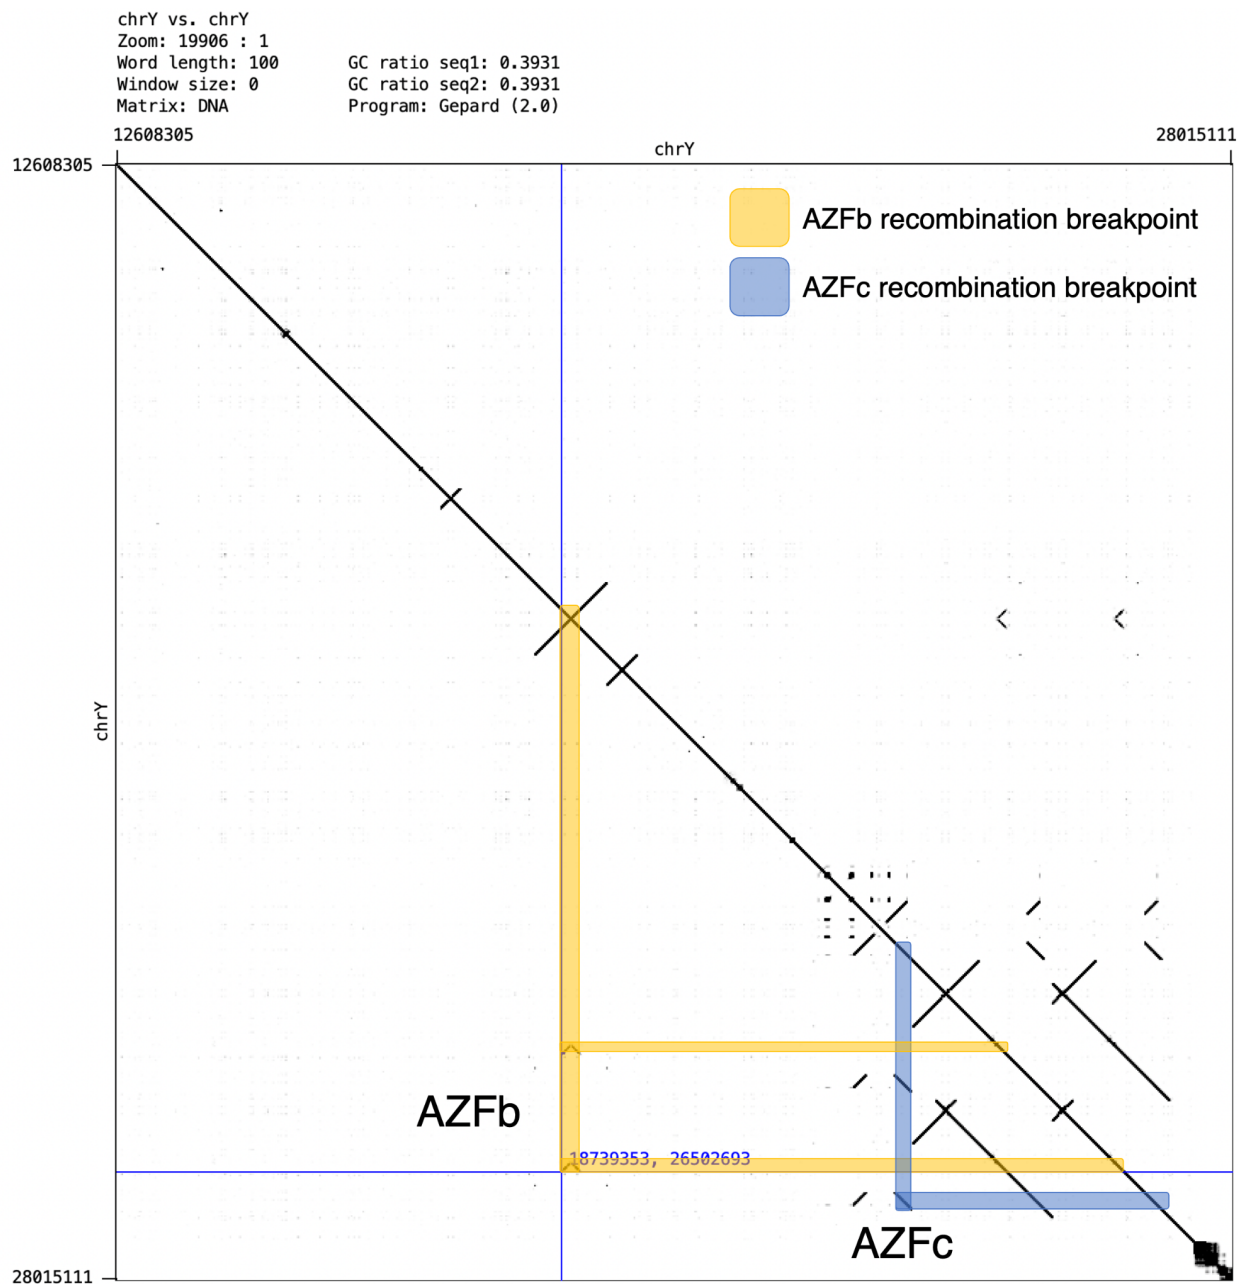 chrY vs. chrY
Zoom: 19906 : 1
Word length: 100 GC ratio seq1: 0.3931
Window size: 0 GC ratio seq2: 0.3931
Matrix: DNA Program: Gepard (2.0)
12608305 28015111
chrY
12608305
AZFb recombination breakpoint
AZFc recombination breakpoint
chrY
AZFb
18739353, 26502693
AZFc
28015111